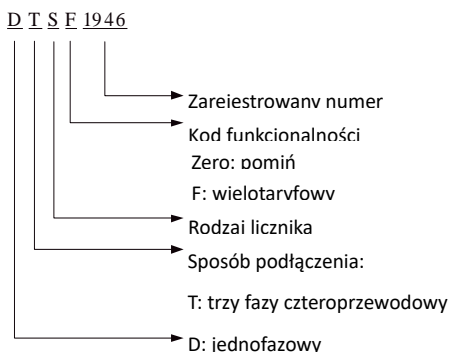 D T S F 1946
Zarejestrowany numer
Kod funkcjonalności
Zero: pomiń
F: wielotaryfowy
Rodzaj licznika
Sposób podłączenia:
T: trzy fazy czteroprzewodowy
D: jednofazowy